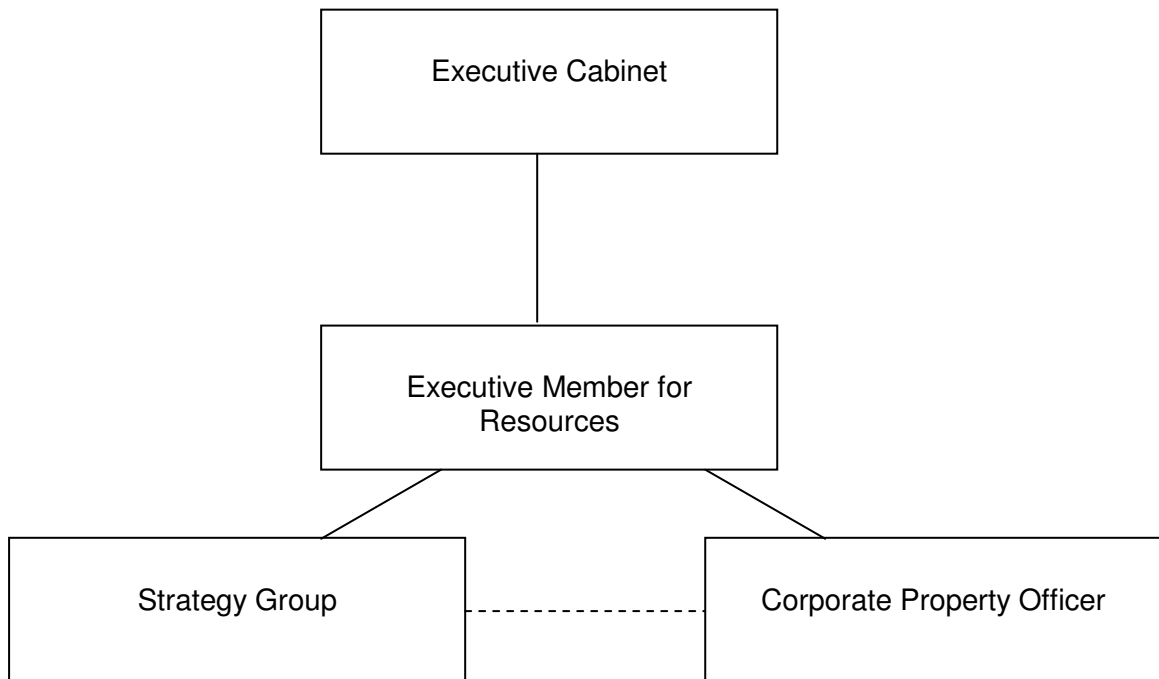 Executive Cabinet
Executive Member for
Resources
Strategy Group
Corporate Property Officer